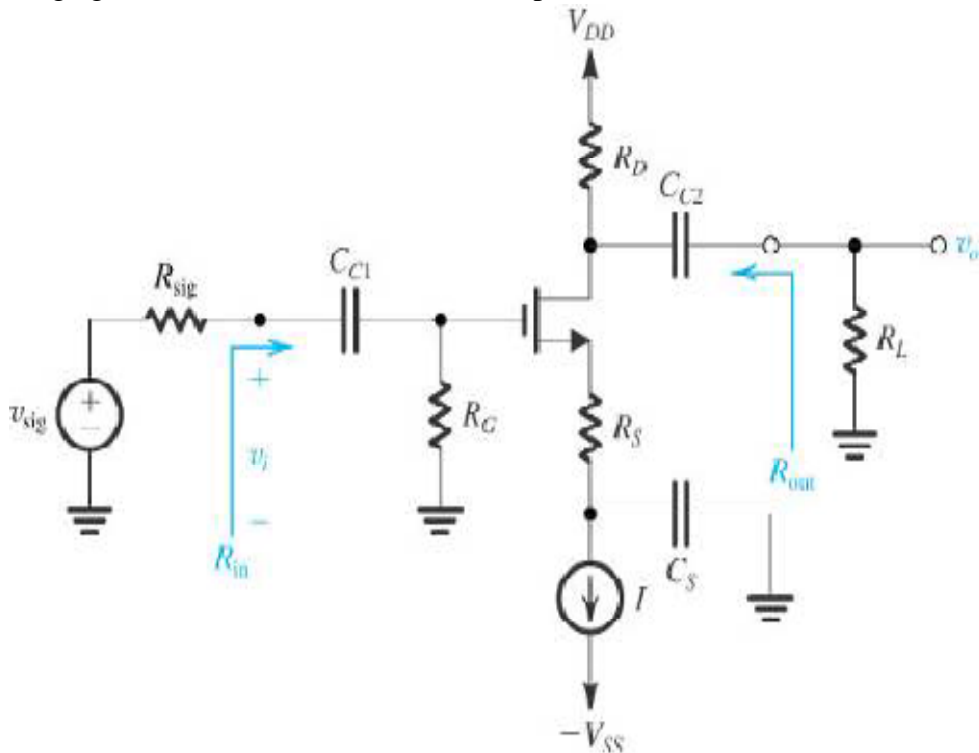 V_DD
R_D
C_C2
v_o
C_C1
R_sig
R_L
+
v_sig
+
−
R_G
R_S
v_i
R_out
−
R_in
C_S
I
−V_SS